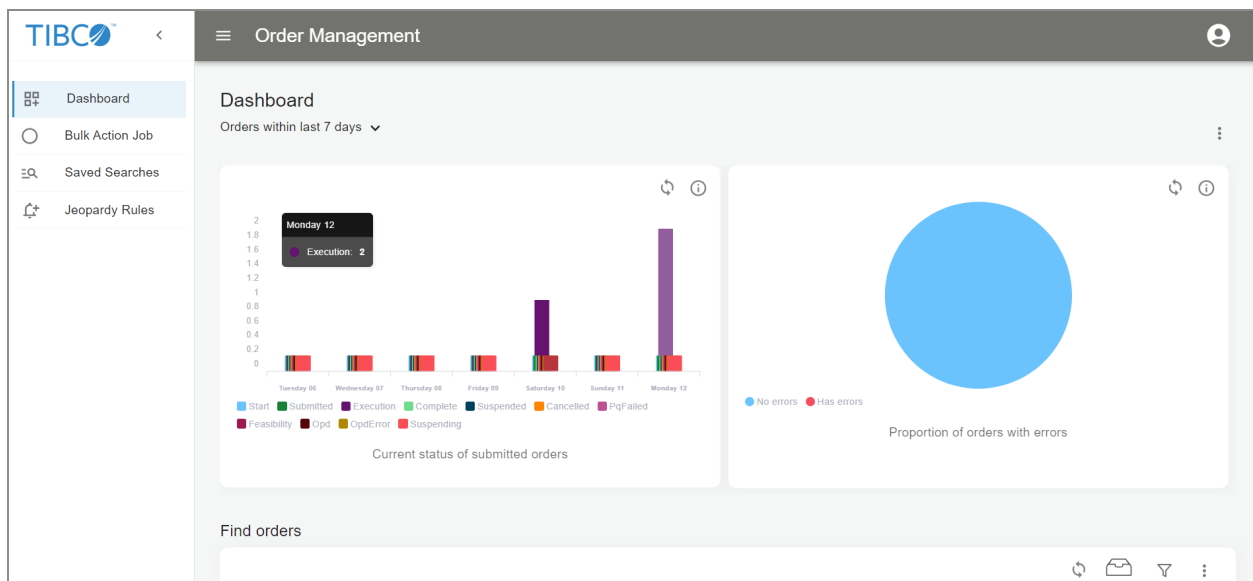 TIBCO™
Order Management
Dashboard
Bulk Action Job
Saved Searches
Jeopardy Rules
Dashboard
Orders within last 7 days
2
1.8
1.6
1.4
1.2
1
0.8
0.6
0.4
0.2
0
Monday 12
Execution: 2
Tuesday 06 Wednesday 07 Thursday 08 Friday 09 Saturday 10 Sunday 11 Monday 12
Start Submitted Execution Complete Suspended Cancelled PqFailed
Feasibility Opd OpdError Suspending
Current status of submitted orders
No errors Has errors
Proportion of orders with errors
Find orders